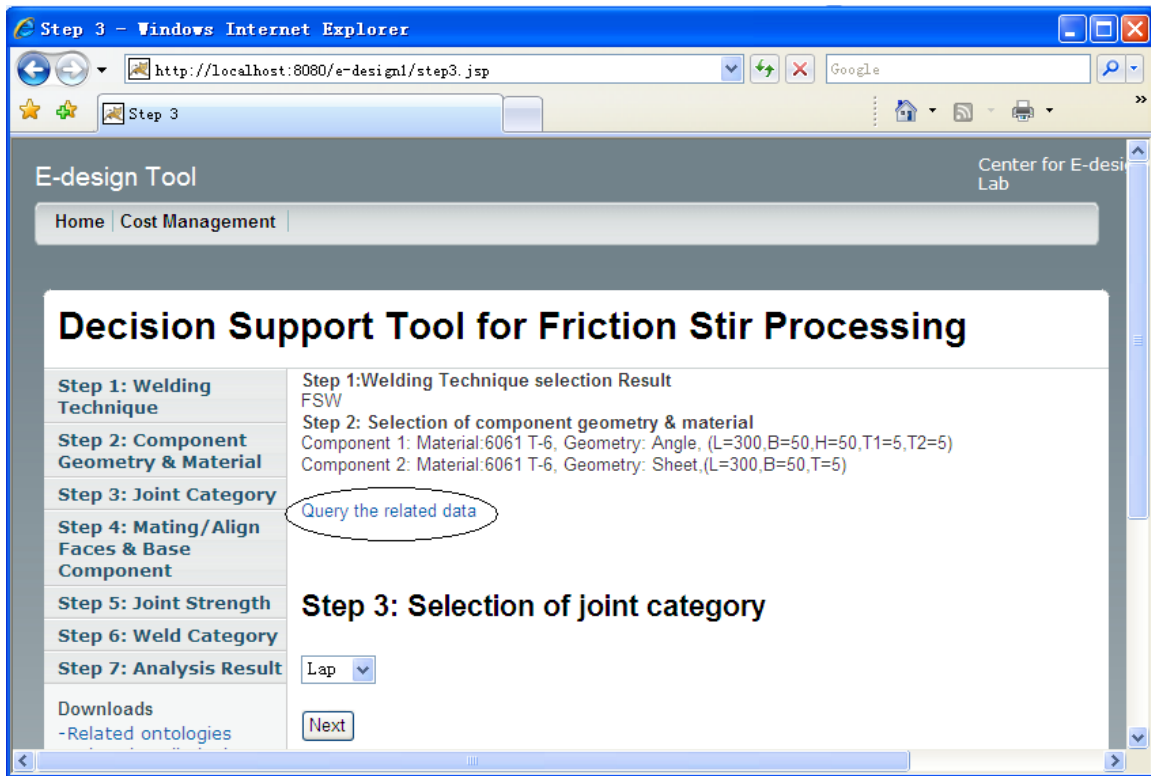 Step 3 - Windows Internet Explorer
http://localhost:8080/e-design1/step3.jsp
Google
Step 3
E-design Tool
Center for E-desi
Lab
Home
Cost Management
Decision Support Tool for Friction Stir Processing
Step 1: Welding
Technique
Step 2: Component
Geometry & Material
Step 3: Joint Category
Step 4: Mating/Align
Faces & Base
Component
Step 5: Joint Strength
Step 6: Weld Category
Step 7: Analysis Result
Downloads
-Related ontologies
Step 1:Welding Technique selection Result
FSW
Step 2: Selection of component geometry & material
Component 1: Material:6061 T-6, Geometry: Angle, (L=300,B=50,H=50,T1=5,T2=5)
Component 2: Material:6061 T-6, Geometry: Sheet,(L=300,B=50,T=5)
Query the related data
Step 3: Selection of joint category
Lap
Next